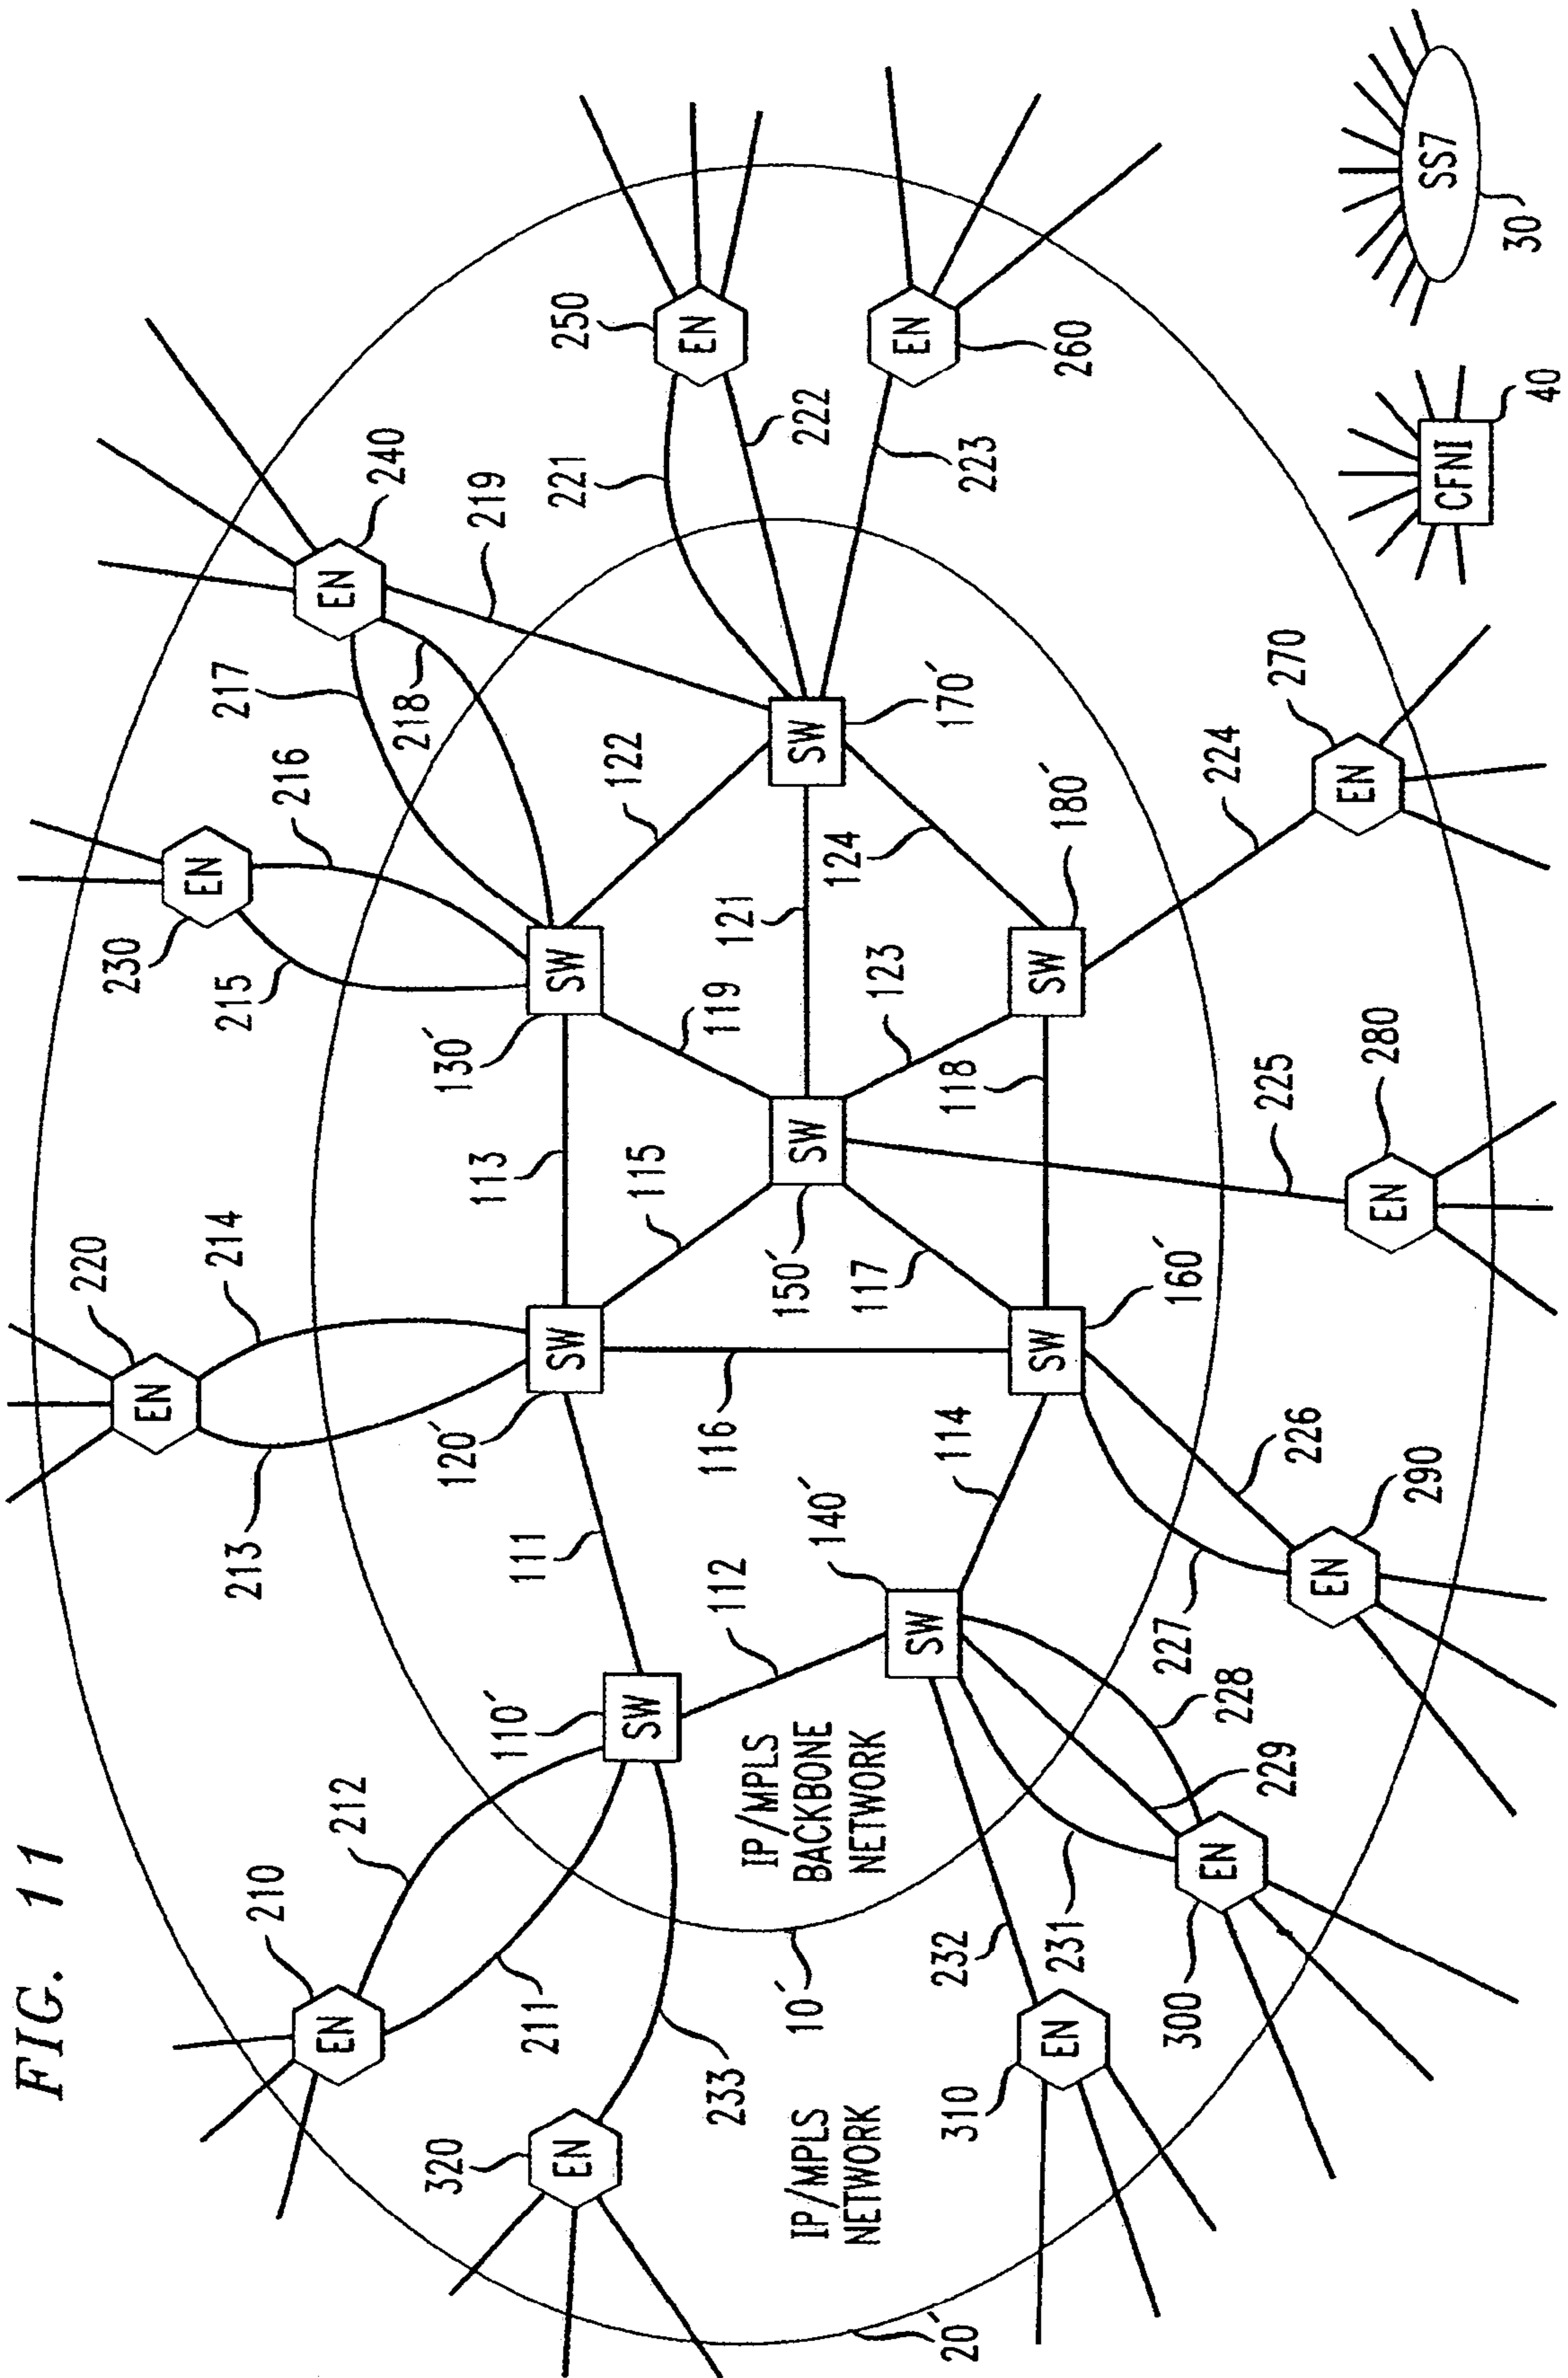 FIG. 11
220
214
213
EN
230
EN
216
215
217
240
EN
218
219
210
EN
212
211
320
EN
233
IP/MPLS
NETWORK
20´
10´
IP/MPLS
BACKBONE
NETWORK
110´
SW
111
112
120´
SW
113
130´
SW
122
115
119
116
150´
SW
121
170´
SW
221
222
223
250
EN
260
EN
117
123
124
140´
SW
114
160´
SW
118
180´
SW
224
270
EN
225
280
EN
226
227
290
EN
228
229
231
300
EN
232
310
EN
CFNI
40
SS7
30